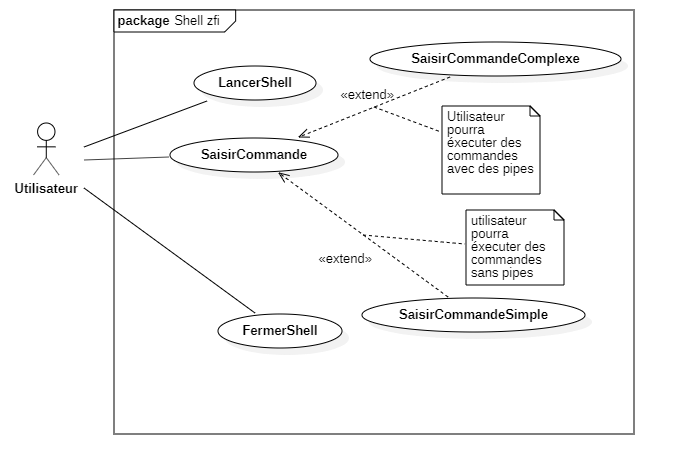 package Shell zfi
SaisirCommandeComplexe
LancerShell
«extend»
Utilisateur
pourra
éxecuter des
commandes
avec des pipes
SaisirCommande
Utilisateur
utilisateur
pourra
éxecuter des
commandes
sans pipes
«extend»
SaisirCommandeSimple
FermerShell